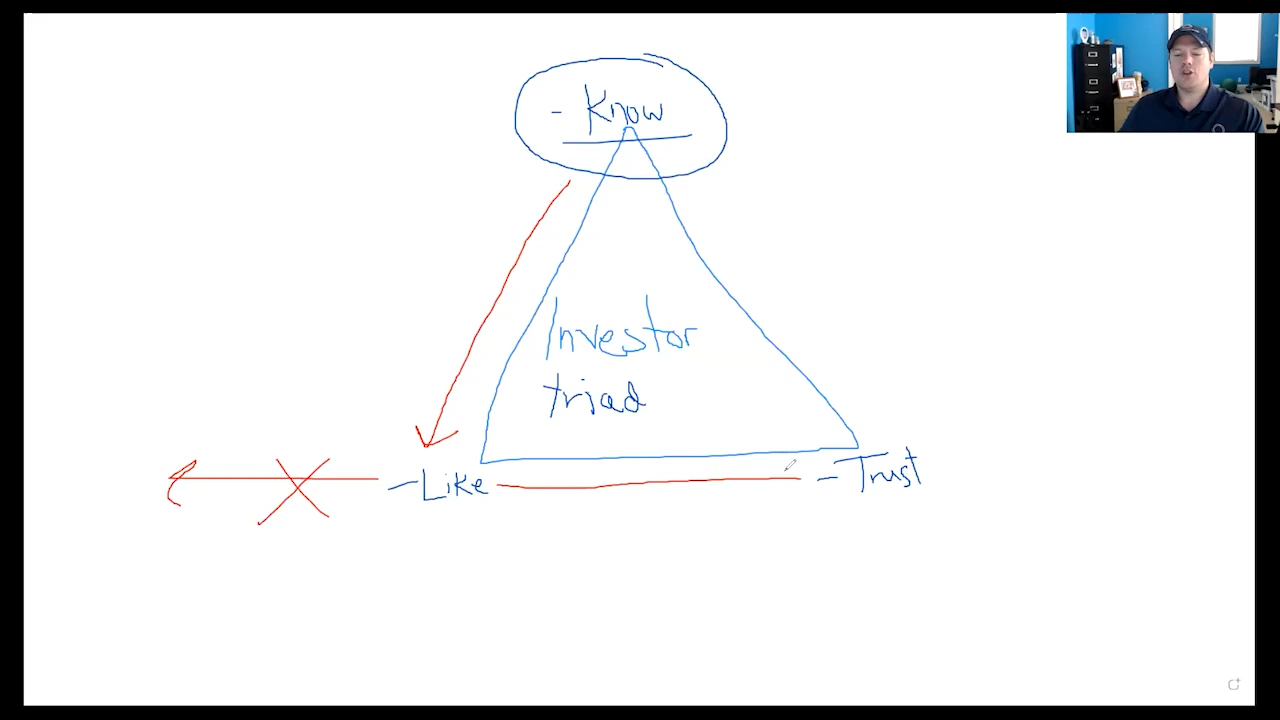 - Know
Investor
triad
- Like
- Trust